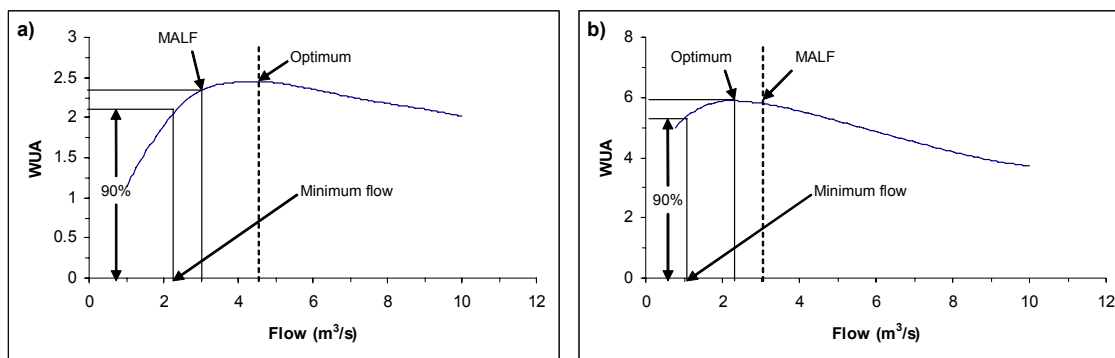 a)
3
2.5
2
1.5
1
0.5
0
WUA
MALF
Optimum
90%
Minimum flow
0 2 4 6 8 10 12
Flow (m³/s)
b)
8
6
4
2
0
WUA
Optimum
MALF
90%
Minimum flow
0 2 4 6 8 10 12
Flow (m³/s)